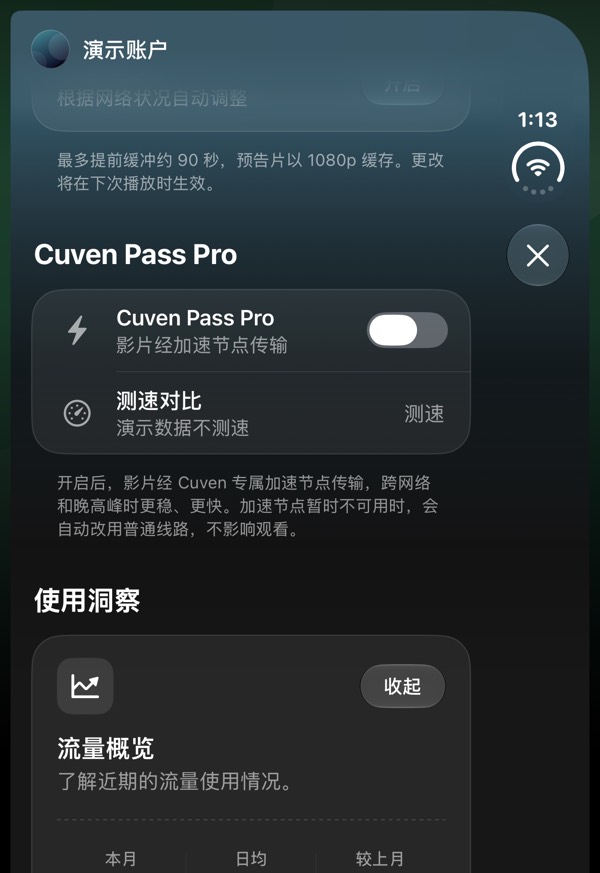 演示账户
根据网络状况自动调整
开启
1:13
最多提前缓冲约 90 秒，预告片以 1080p 缓存。更改
将在下次播放时生效。
Cuven Pass Pro
Cuven Pass Pro
影片经加速节点传输
测速对比
测速
演示数据不测速
开启后，影片经 Cuven 专属加速节点传输，跨网络
和晚高峰时更稳、更快。加速节点暂时不可用时，会
自动改用普通线路，不影响观看。
使用洞察
收起
流量概览
了解近期的流量使用情况。
本月
日均
较上月